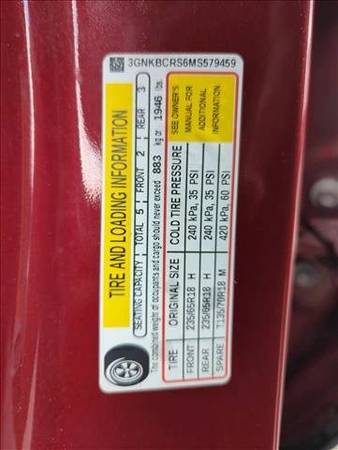 3GNKBCRS6MS579459
TIRE AND LOADING INFORMATION
SEATING CAPACITY TOTAL 5 FRONT 2 REAR 3
The combined weight of occupants and cargo should never exceed 883 kg or 1946 lbs.
TIRE ORIGINAL SIZE COLD TIRE PRESSURE
FRONT 235/65R18 H 240 kPa, 35 PSI
REAR 235/65R18 H 240 kPa, 35 PSI
SPARE T135/70R18 M 420 kPa, 60 PSI
SEE OWNER'S
MANUAL FOR
ADDITIONAL
INFORMATION